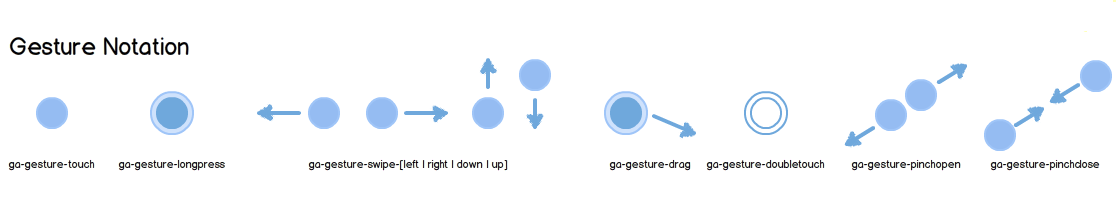 Gesture Notation
ga-gesture-touch
ga-gesture-longpress
ga-gesture-swipe-[left | right | down | up]
ga-gesture-drag
ga-gesture-doubletouch
ga-gesture-pinchopen
ga-gesture-pinchclose